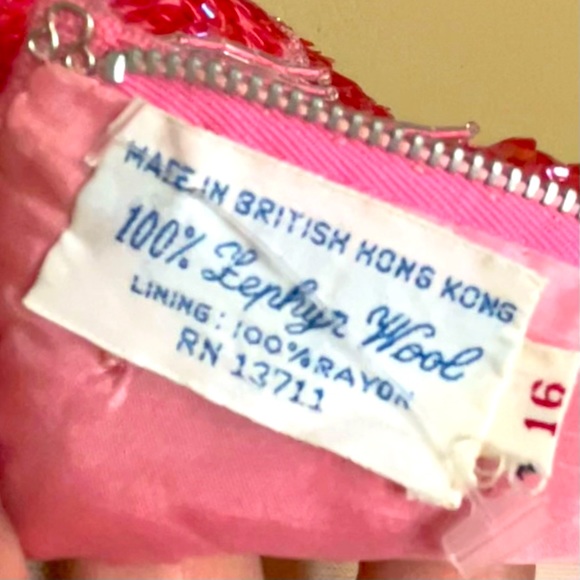 MADE IN BRITISH HONG KONG
100% Zephyr Wool
LINING: 100% RAYON
RN 13711
16